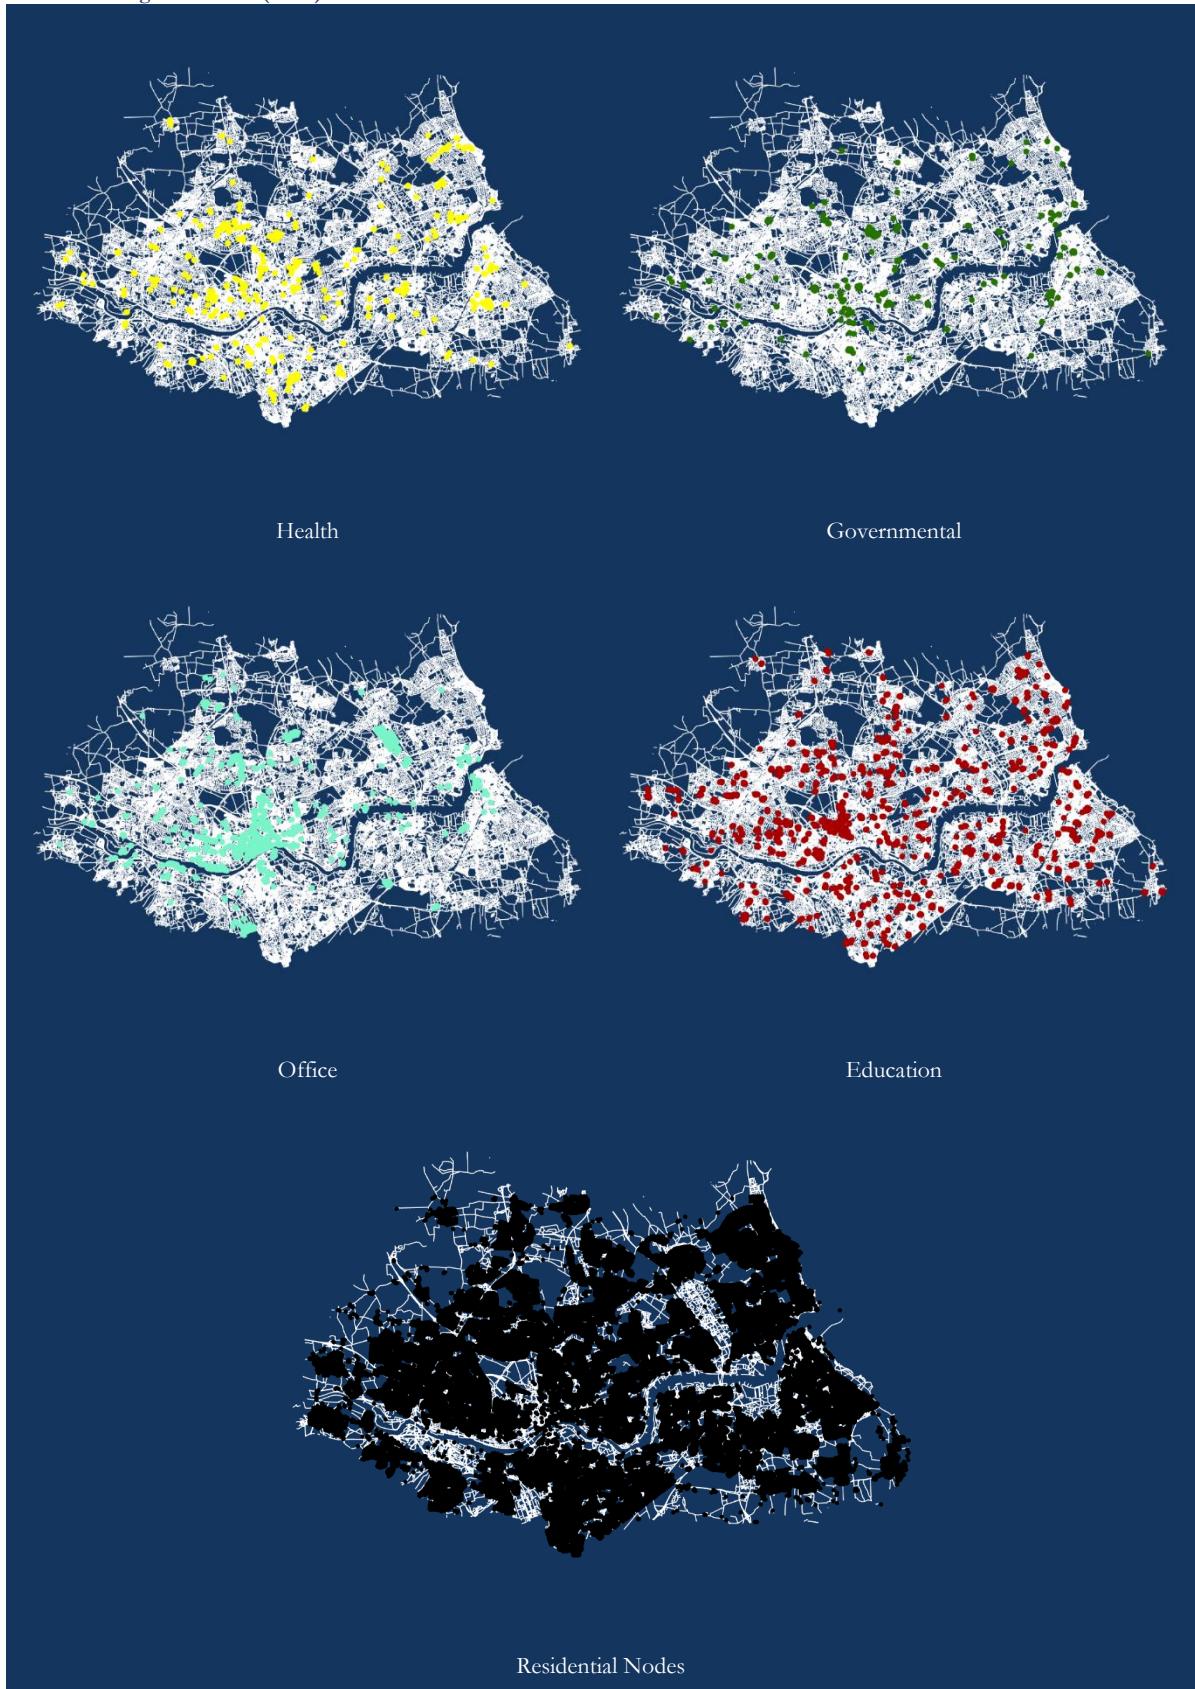 Health
Governmental
Office
Education
Residential Nodes